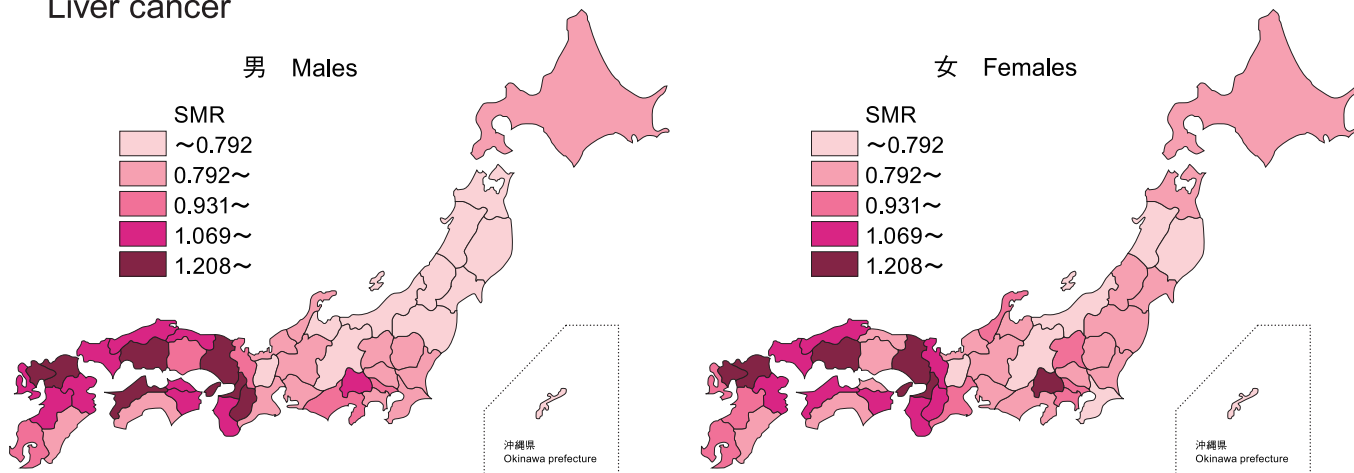 Liver cancer
男 Males
SMR
～0.792
0.792～
0.931～
1.069～
1.208～
沖縄県
Okinawa prefecture
女 Females
SMR
～0.792
0.792～
0.931～
1.069～
1.208～
沖縄県
Okinawa prefecture